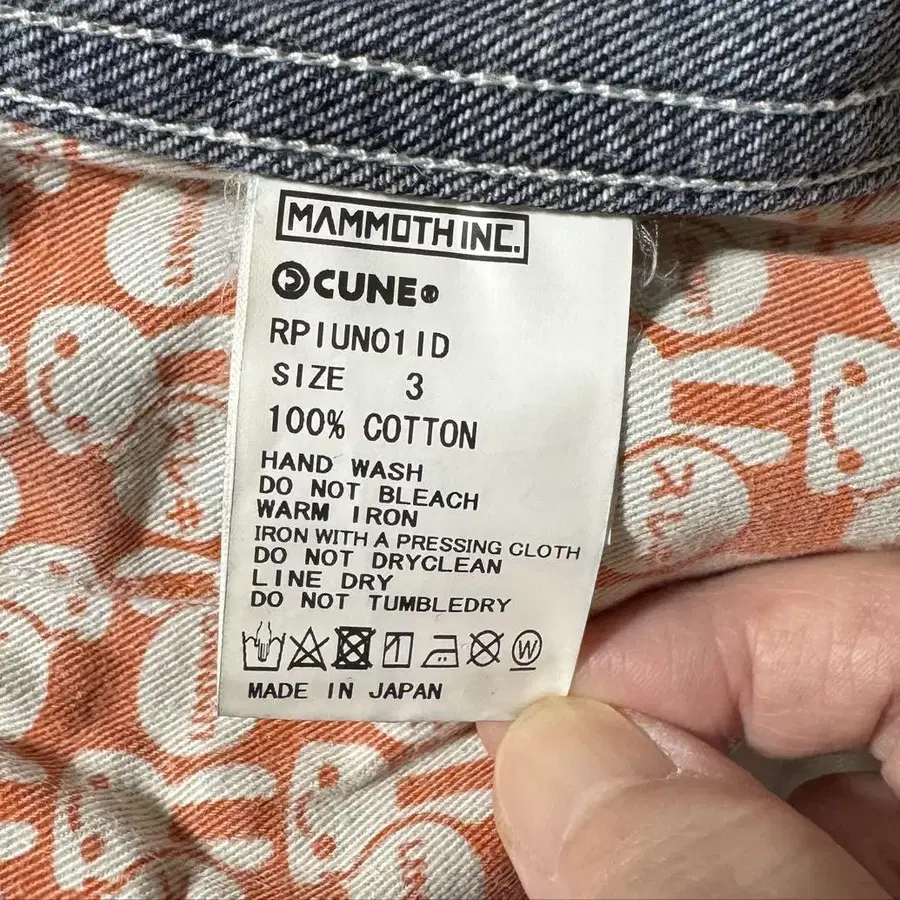 MAMMOTH INC.
CUNE®
RPIUN01ID
SIZE 3
100% COTTON
HAND WASH
DO NOT BLEACH
WARM IRON
IRON WITH A PRESSING CLOTH
DO NOT DRYCLEAN
LINE DRY
DO NOT TUMBLEDRY
W
MADE IN JAPAN